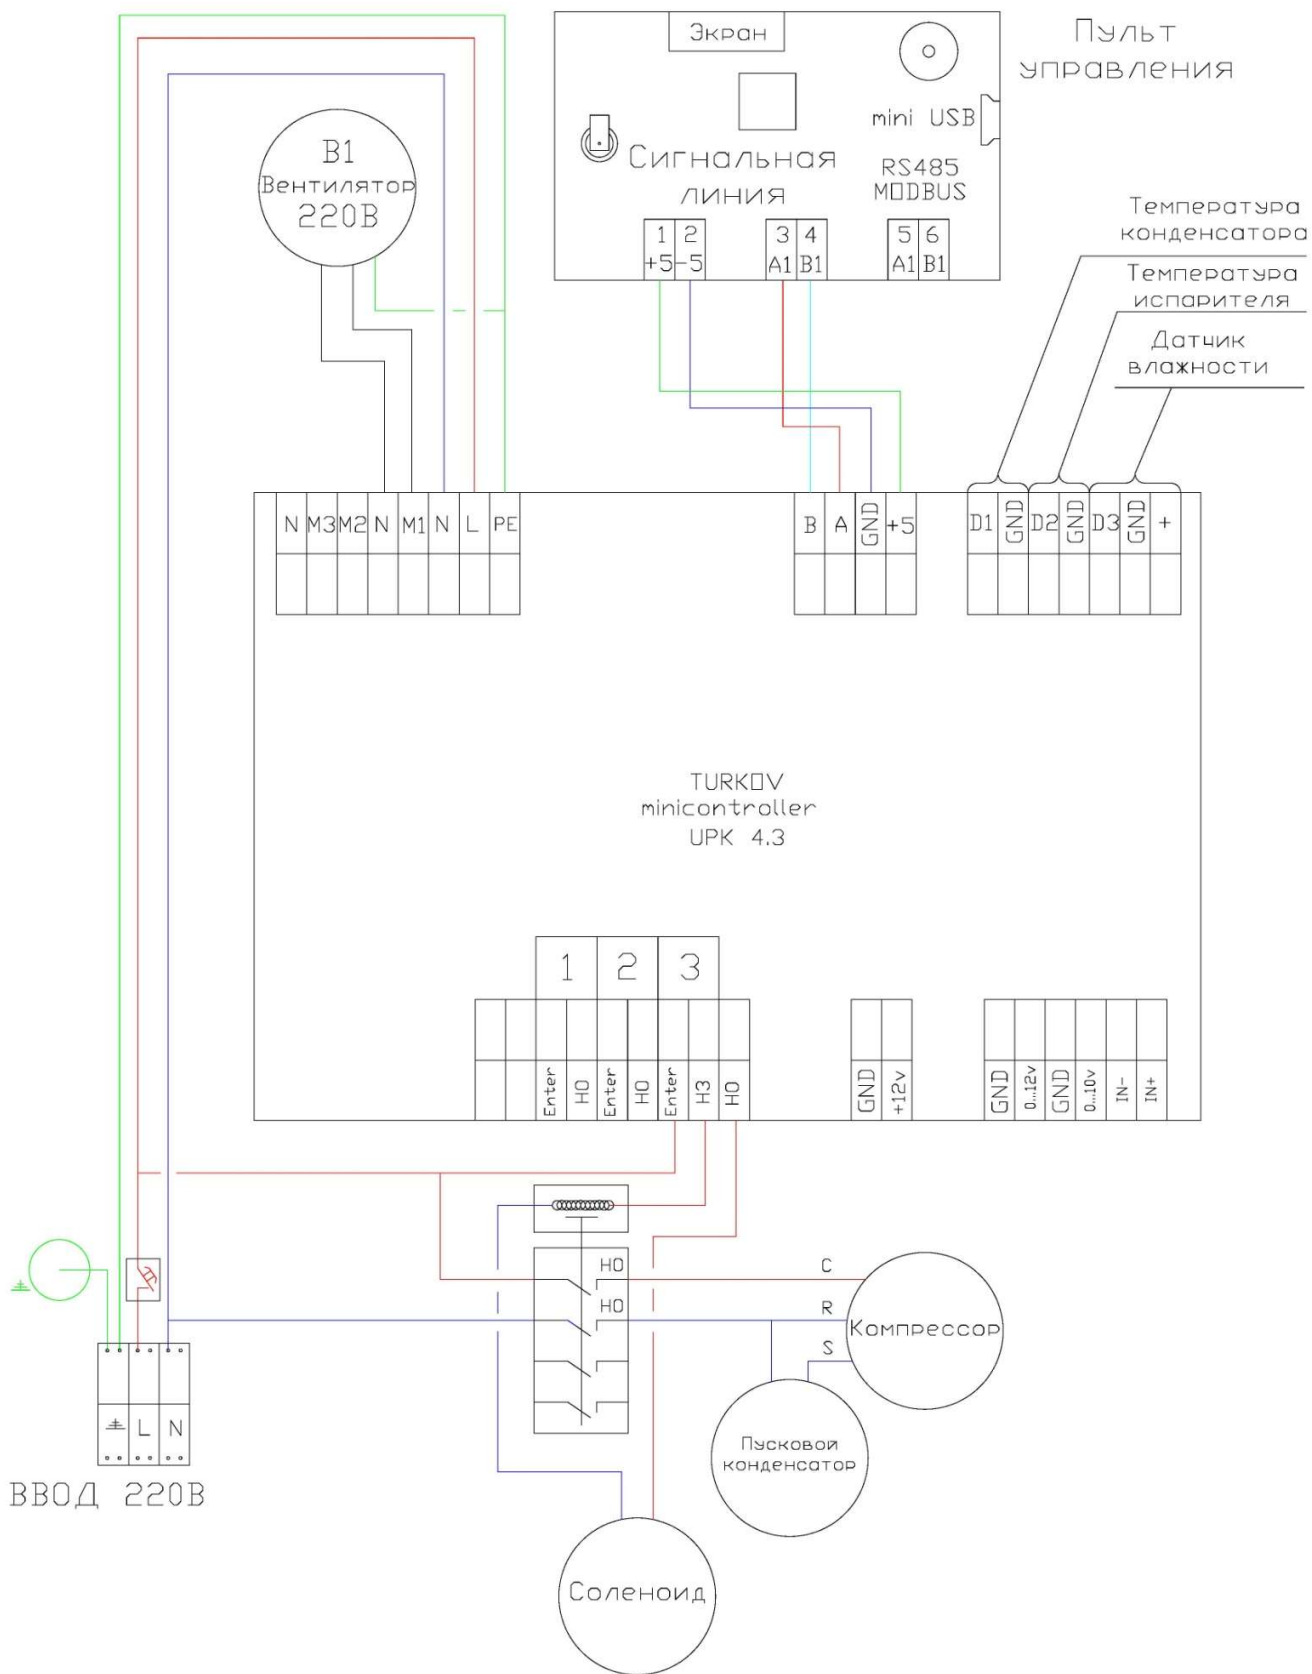 Экран
Пульт
управления
mini USB
В1
Вентилятор
220В
Сигнальная
линия
RS485
MODBUS
1 2
+5 -5
3 4
A1 B1
5 6
A1 B1
Температура
конденсатора
Температура
испарителя
Датчик
влажности
N M3 M2 N M1 N L PE
B A GND +5
D1 GND D2 GND D3 GND +
TURKOV
minicontroller
UPK 4.3
1 2 3
Enter НО Enter НО Enter Н3 НО
GND +12v
GND 0...12v GND 0...10v IN- IN+
НО
C
НО
R
Компрессор
S
L N
Пусковой
конденсатор
ВВОД 220В
Соленоид